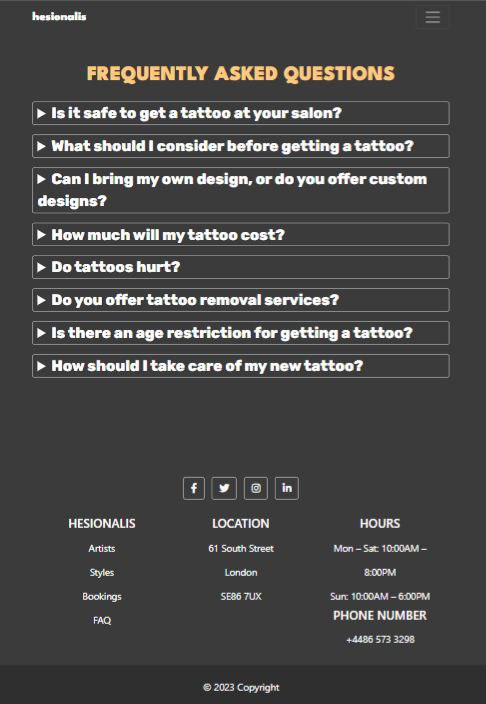 hesionalis
FREQUENTLY ASKED QUESTIONS
Is it safe to get a tattoo at your salon?
What should I consider before getting a tattoo?
Can I bring my own design, or do you offer custom
designs?
How much will my tattoo cost?
Do tattoos hurt?
Do you offer tattoo removal services?
Is there an age restriction for getting a tattoo?
How should I take care of my new tattoo?
HESIONALIS
Artists
Styles
Bookings
FAQ
LOCATION
61 South Street
London
SE86 7UX
HOURS
Mon – Sat: 10:00AM –
8:00PM
Sun: 10:00AM – 6:00PM
PHONE NUMBER
+4486 573 3298
© 2023 Copyright